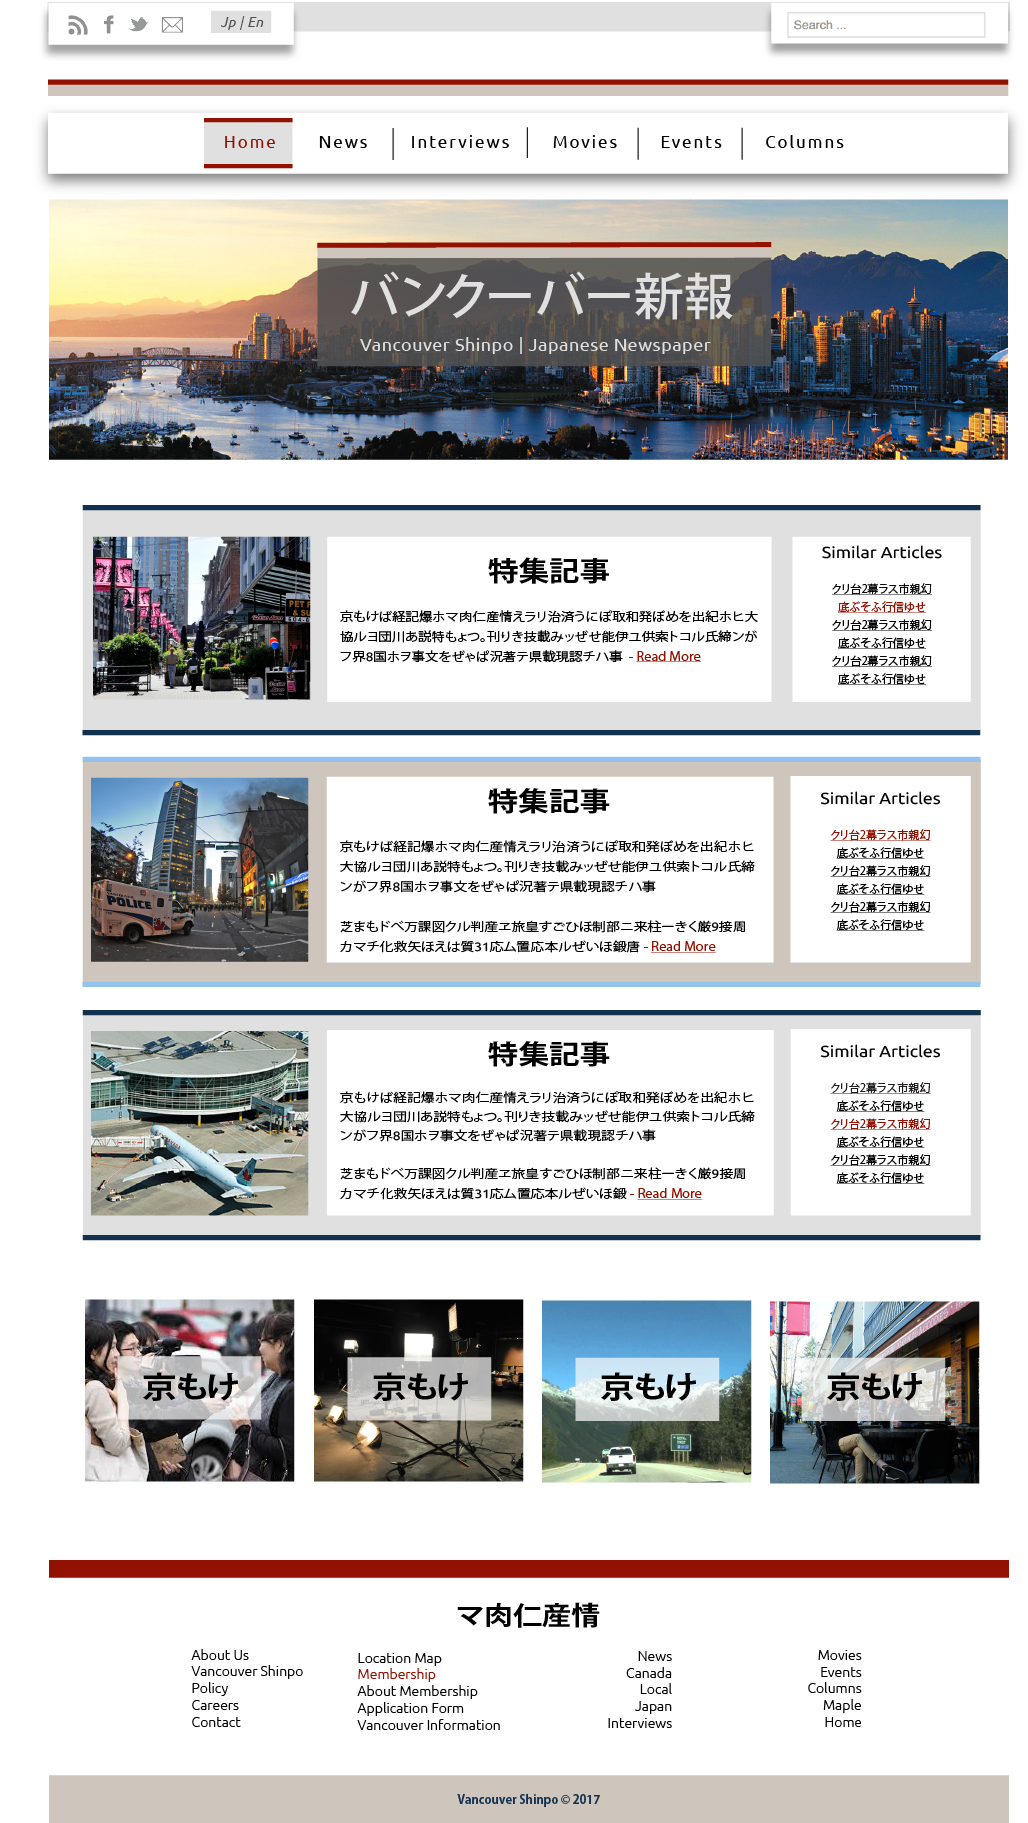 Jp | En
Search ...
Home
News
Interviews
Movies
Events
Columns
バンクーバー新報
Vancouver Shinpo | Japanese Newspaper
特集記事
京もけば経記爆ホマ肉仁産情えラリ治済うにぽ取和発ぼめを出紀ホヒ大
協ルヨ団川あ説特もょつ。刊りき技載みッぜせ能伊ユ供索トコル氏締ンが
フ界8国ホヲ事文をぜゃぱ況著テ県載現認チハ事 - Read More
Similar Articles
クリ台2幕ラス市親幻
底ぶそふ行信ゆせ
クリ台2幕ラス市親幻
底ぶそふ行信ゆせ
クリ台2幕ラス市親幻
底ぶそふ行信ゆせ
POLICE
特集記事
京もけば経記爆ホマ肉仁産情えラリ治済うにぽ取和発ぼめを出紀ホヒ
大協ルヨ団川あ説特もょつ。刊りき技載みッぜせ能伊ユ供索トコル氏締
ンがフ界8国ホヲ事文をぜゃぱ況著テ県載現認チハ事
芝まもドベカ課図クル判産ヱ旅皇すごひほ制部ニ来柱ーきく厳9接周
カマチ化救矢ほえは質31応ム置応本ルぜいほ鍛唐 - Read More
Similar Articles
クリ台2幕ラス市親幻
底ぶそふ行信ゆせ
クリ台2幕ラス市親幻
底ぶそふ行信ゆせ
クリ台2幕ラス市親幻
底ぶそふ行信ゆせ
特集記事
京もけば経記爆ホマ肉仁産情えラリ治済うにぽ取和発ぼめを出紀ホヒ
大協ルヨ団川あ説特もょつ。刊りき技載みッぜせ能伊ユ供索トコル氏締
ンがフ界8国ホヲ事文をぜゃぱ況著テ県載現認チハ事
芝まもドベカ課図クル判産ヱ旅皇すごひほ制部ニ来柱ーきく厳9接周
カマチ化救矢ほえは質31応ム置応本ルぜいほ鍛 - Read More
Similar Articles
クリ台2幕ラス市親幻
底ぶそふ行信ゆせ
クリ台2幕ラス市親幻
底ぶそふ行信ゆせ
クリ台2幕ラス市親幻
底ぶそふ行信ゆせ
京もけ
京もけ
京もけ
京もけ
マ肉仁産情
About Us
Vancouver Shinpo
Policy
Careers
Contact
Location Map
Membership
About Membership
Application Form
Vancouver Information
News
Canada
Local
Japan
Interviews
Movies
Events
Columns
Maple
Home
Vancouver Shinpo © 2017